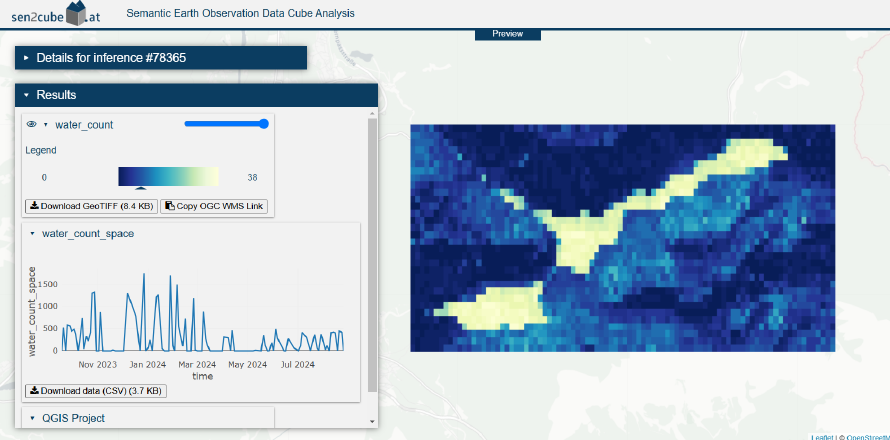 sen2cube.at
Semantic Earth Observation Data Cube Analysis
Preview
Details for inference #78365
Results
water_count
Legend
0
38
Download GeoTIFF (8.4 KB)
Copy OGC WMS Link
water_count_space
water_count_space
1500
1000
500
0
Nov 2023 Jan 2024 Mar 2024 May 2024 Jul 2024
time
Download data (CSV) (3.7 KB)
QGIS Project
Leaflet | © OpenStreetM